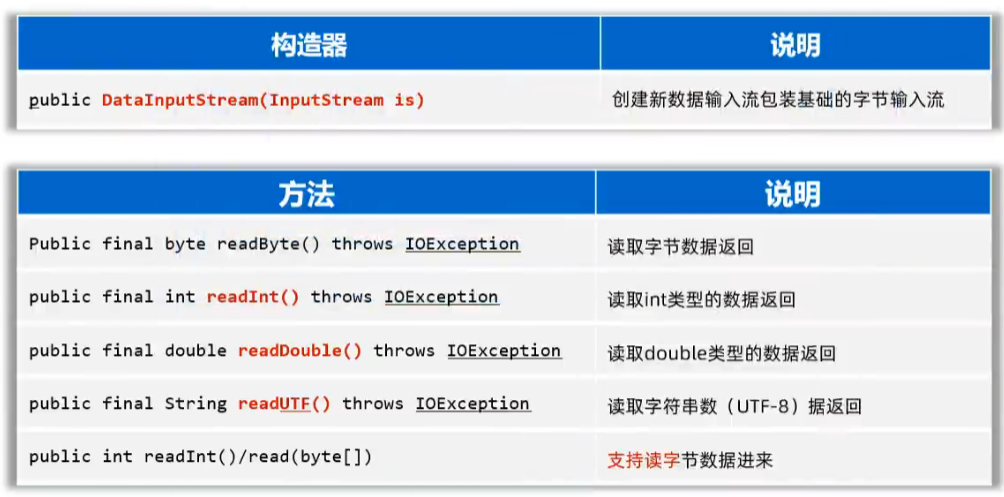 构造器 说明
public DataInputStream(InputStream is) 创建新数据输入流包装基础的字节输入流
方法 说明
Public final byte readByte() throws IOException 读取字节数据返回
public final int readInt() throws IOException 读取int类型的数据返回
public final double readDouble() throws IOException 读取double类型的数据返回
public final String readUTF() throws IOException 读取字符串数（UTF-8）据返回
public int readInt()/read(byte[]) 支持读字节数据进来